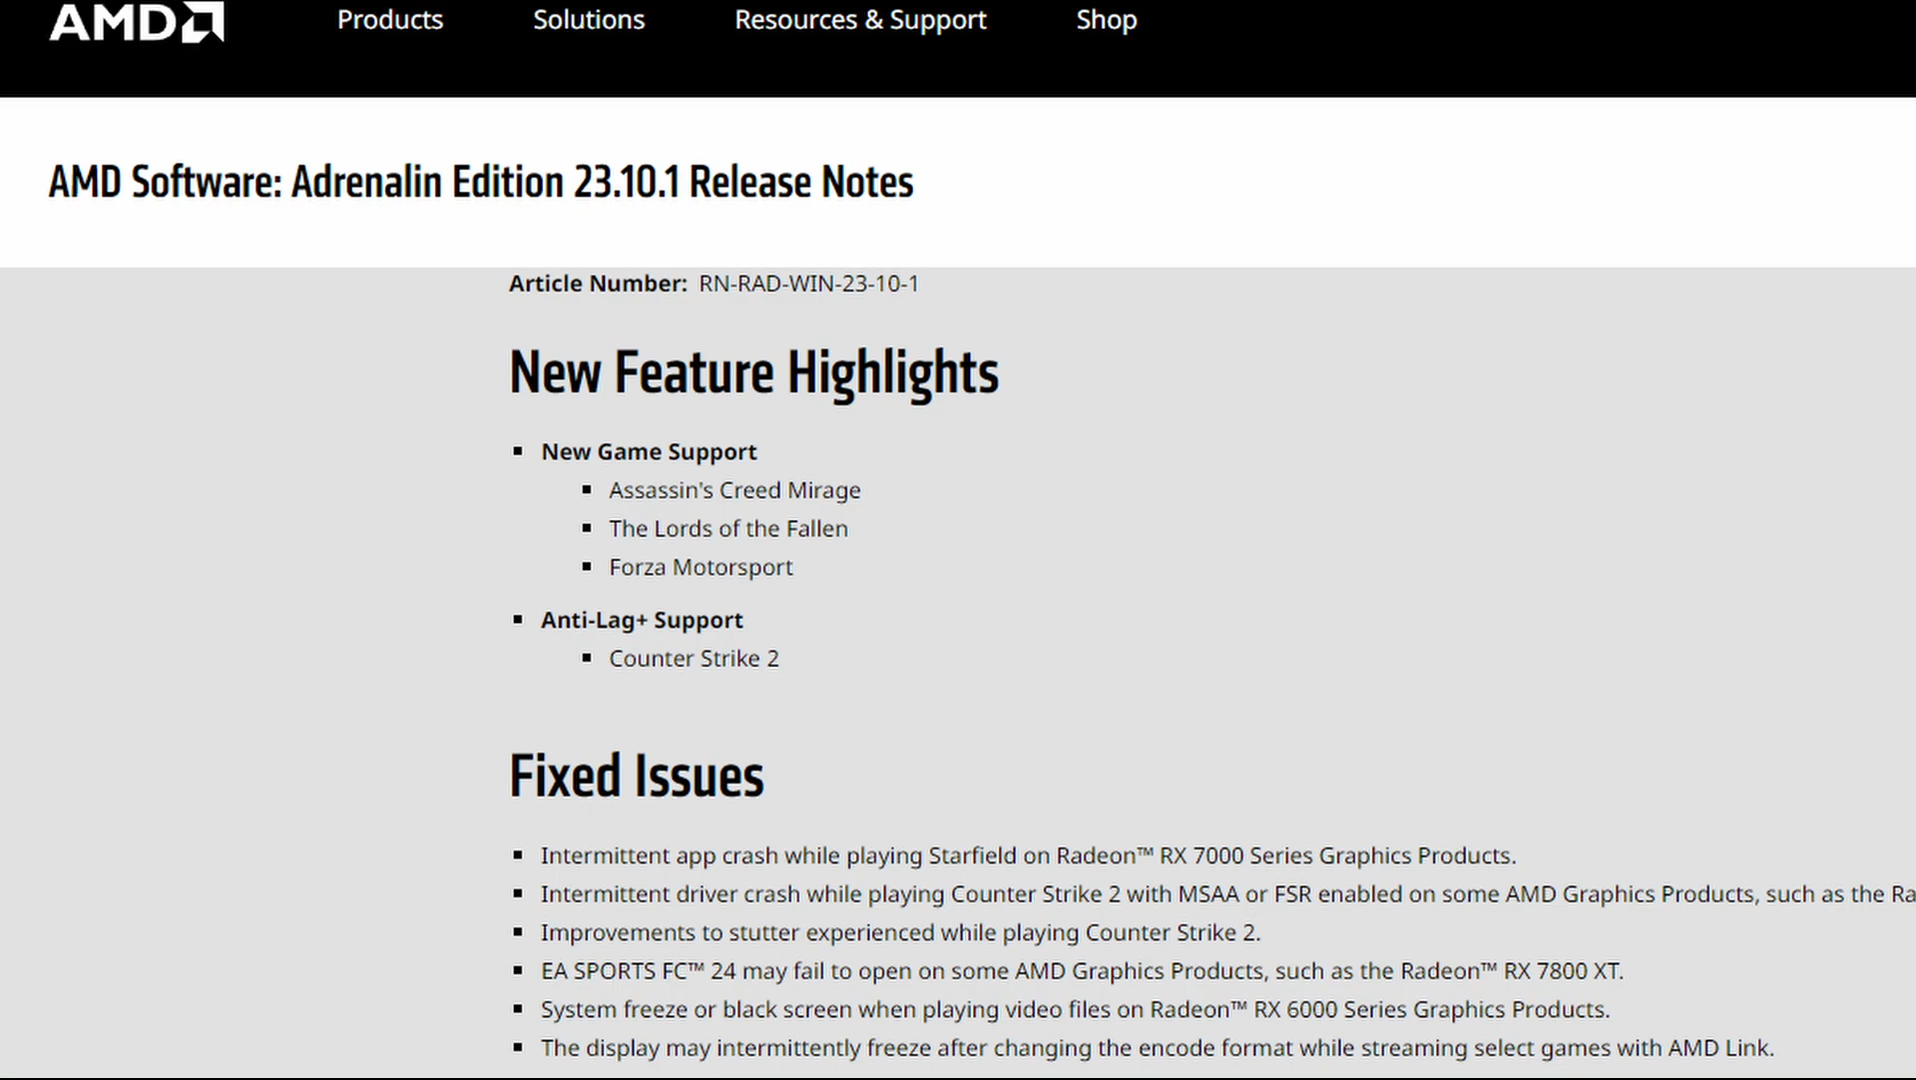 AMD
Products Solutions Resources & Support Shop
AMD Software: Adrenalin Edition 23.10.1 Release Notes
Article Number: RN-RAD-WIN-23-10-1
New Feature Highlights
New Game Support
Assassin's Creed Mirage
The Lords of the Fallen
Forza Motorsport
Anti-Lag+ Support
Counter Strike 2
Fixed Issues
Intermittent app crash while playing Starfield on Radeon™ RX 7000 Series Graphics Products.
Intermittent driver crash while playing Counter Strike 2 with MSAA or FSR enabled on some AMD Graphics Products, such as the Ra
Improvements to stutter experienced while playing Counter Strike 2.
EA SPORTS FC™ 24 may fail to open on some AMD Graphics Products, such as the Radeon™ RX 7800 XT.
System freeze or black screen when playing video files on Radeon™ RX 6000 Series Graphics Products.
The display may intermittently freeze after changing the encode format while streaming select games with AMD Link.